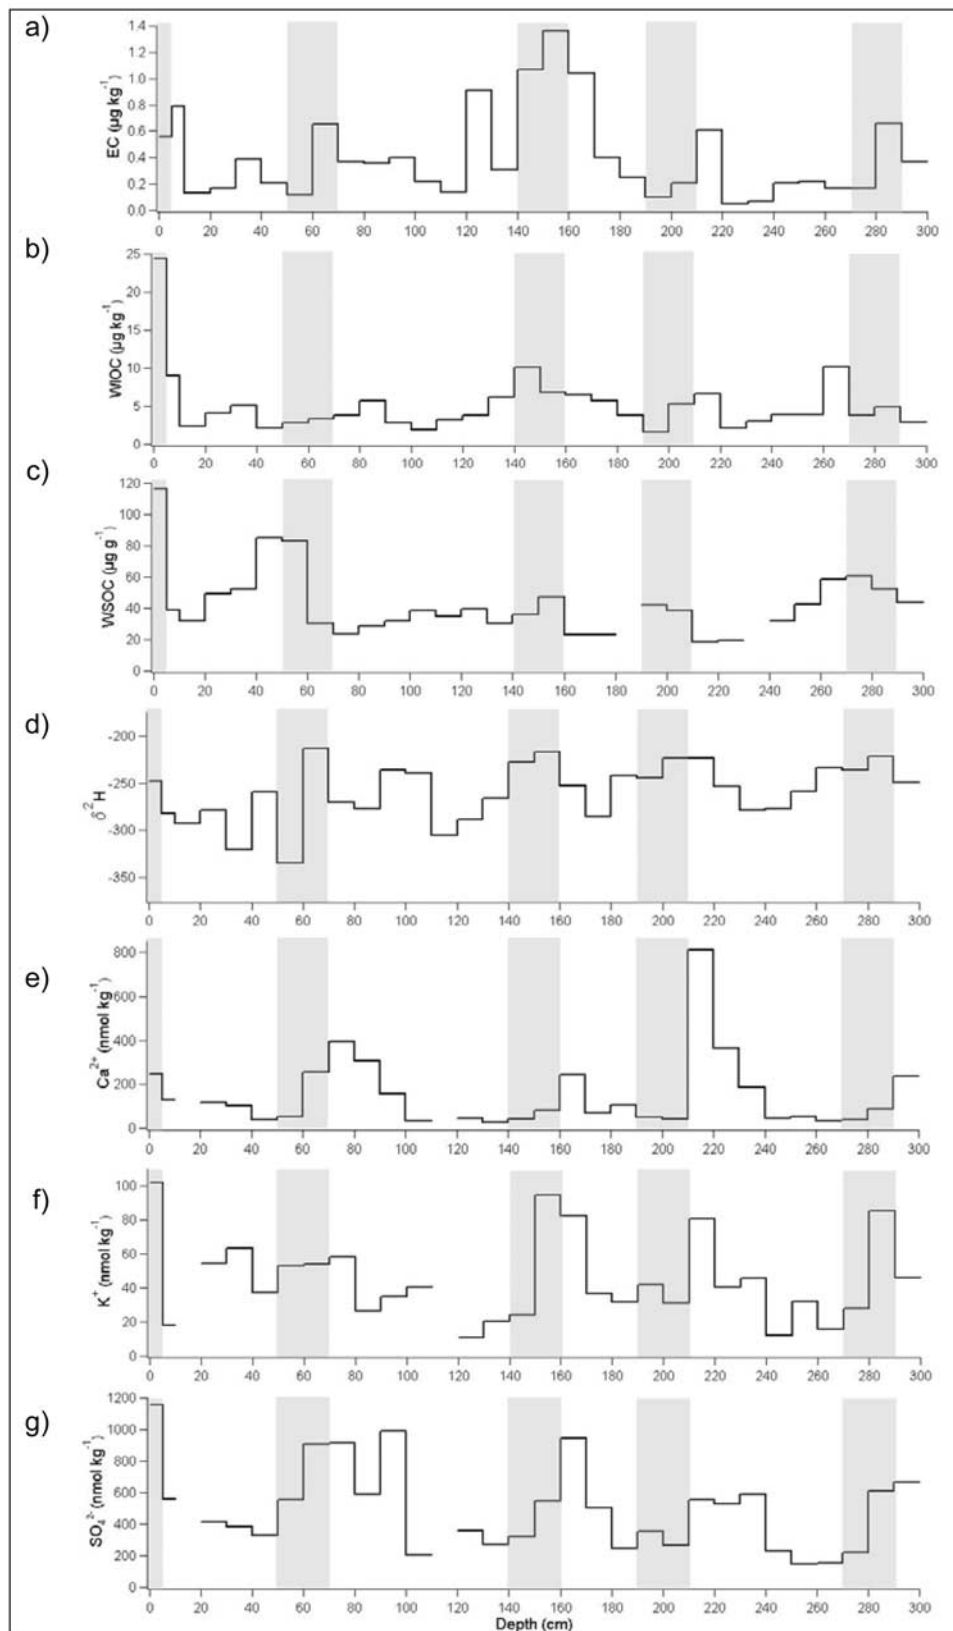 a)
EC (µg kg⁻¹)
1.4
1.2
1.0
0.8
0.6
0.4
0.2
0.0
0 20 40 60 80 100 120 140 160 180 200 220 240 260 280 300
b)
WIOC (µg kg⁻¹)
25
20
15
10
5
0
0 20 40 60 80 100 120 140 160 180 200 220 240 260 280 300
c)
WSOC (µg g⁻¹)
120
100
80
60
40
20
0
0 20 40 60 80 100 120 140 160 180 200 220 240 260 280 300
d)
δ ²H
-200
-250
-300
-350
0 20 40 60 80 100 120 140 160 180 200 220 240 260 280 300
e)
Ca²⁺ (nmol kg⁻¹)
800
600
400
200
0
0 20 40 60 80 100 120 140 160 180 200 220 240 260 280 300
f)
K⁺ (nmol kg⁻¹)
100
80
60
40
20
0
0 20 40 60 80 100 120 140 160 180 200 220 240 260 280 300
g)
SO₄²⁻ (nmol kg⁻¹)
1200
1000
800
600
400
200
0
0 20 40 60 80 100 120 140 160 180 200 220 240 260 280 300
Depth (cm)